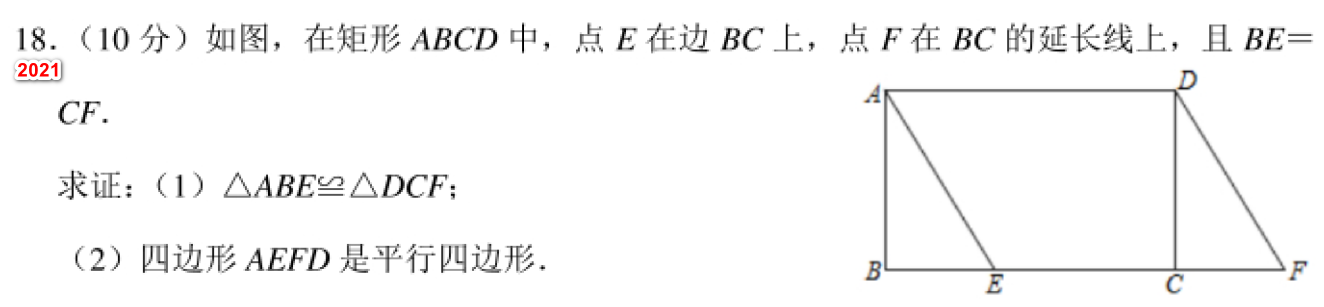 18.（10 分）如图，在矩形 ABCD 中，点 E 在边 BC 上，点 F 在 BC 的延长线上，且 BE＝
2021
CF．
求证：（1）△ABE≌△DCF；
（2）四边形 AEFD 是平行四边形．
A
D
B
E
C
F